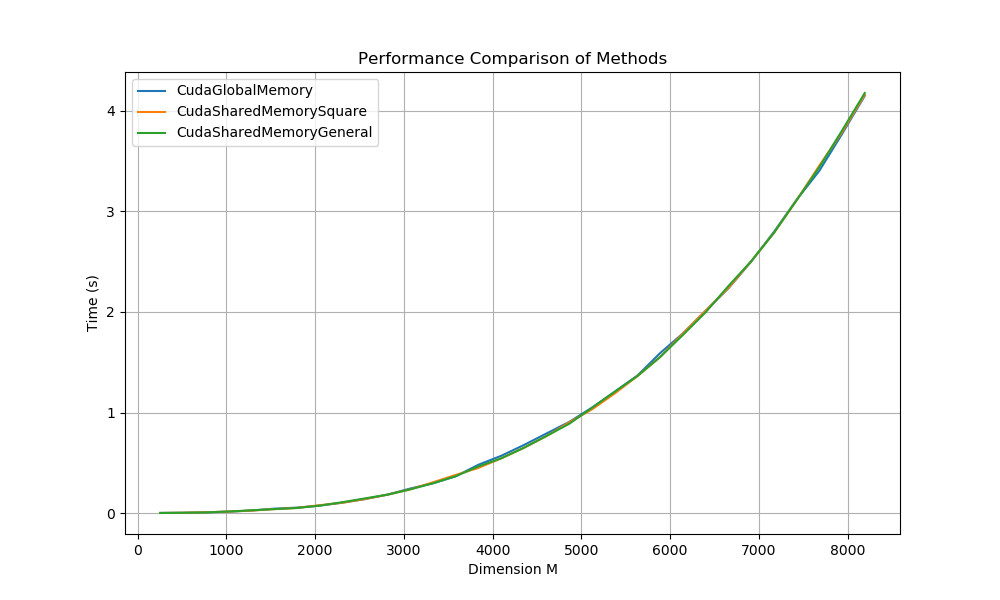 Performance Comparison of Methods
CudaGlobalMemory
CudaSharedMemorySquare
CudaSharedMemoryGeneral
Time (s)
4
3
2
1
0
0 1000 2000 3000 4000 5000 6000 7000 8000
Dimension M